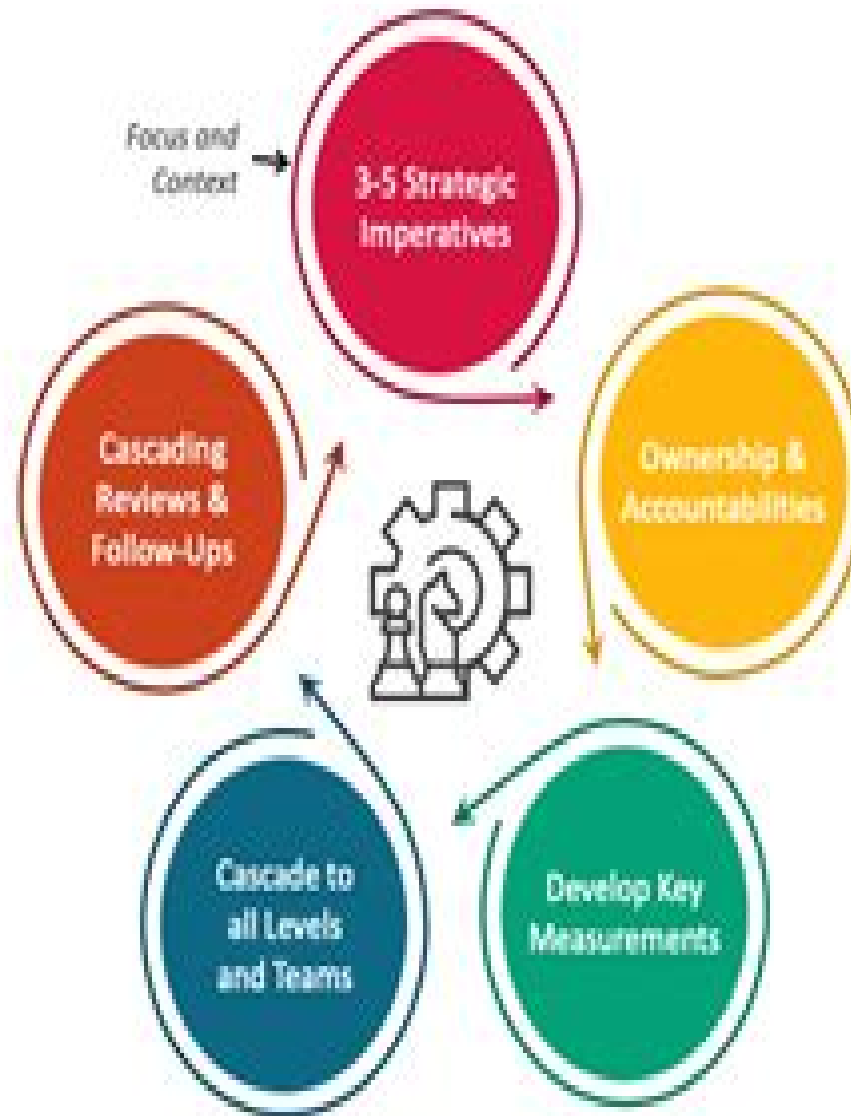 Focus and
Context
3-5 Strategic
Imperatives
Ownership &
Accountabilities
Develop Key
Measurements
Cascade to
all Levels
and Teams
Cascading
Reviews &
Follow-Ups